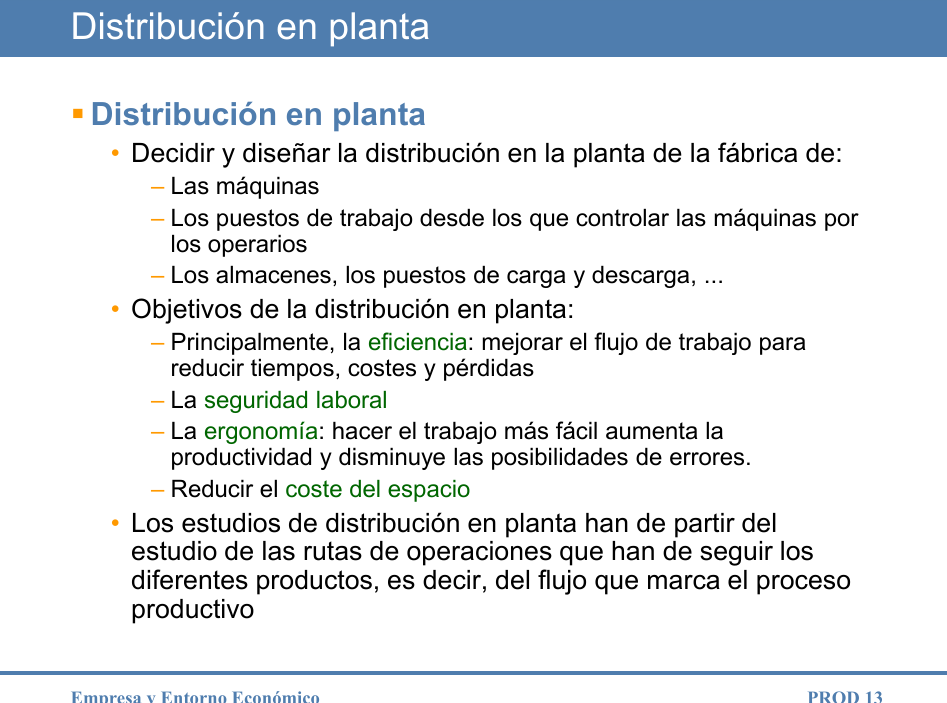 Distribución en planta
▪ Distribución en planta
• Decidir y diseñar la distribución en la planta de la fábrica de:
– Las máquinas
– Los puestos de trabajo desde los que controlar las máquinas por
los operarios
– Los almacenes, los puestos de carga y descarga, ...
• Objetivos de la distribución en planta:
– Principalmente, la eficiencia: mejorar el flujo de trabajo para
reducir tiempos, costes y pérdidas
– La seguridad laboral
– La ergonomía: hacer el trabajo más fácil aumenta la
productividad y disminuye las posibilidades de errores.
– Reducir el coste del espacio
• Los estudios de distribución en planta han de partir del
estudio de las rutas de operaciones que han de seguir los
diferentes productos, es decir, del flujo que marca el proceso
productivo
Empresa y Entorno Económico
PROD 13